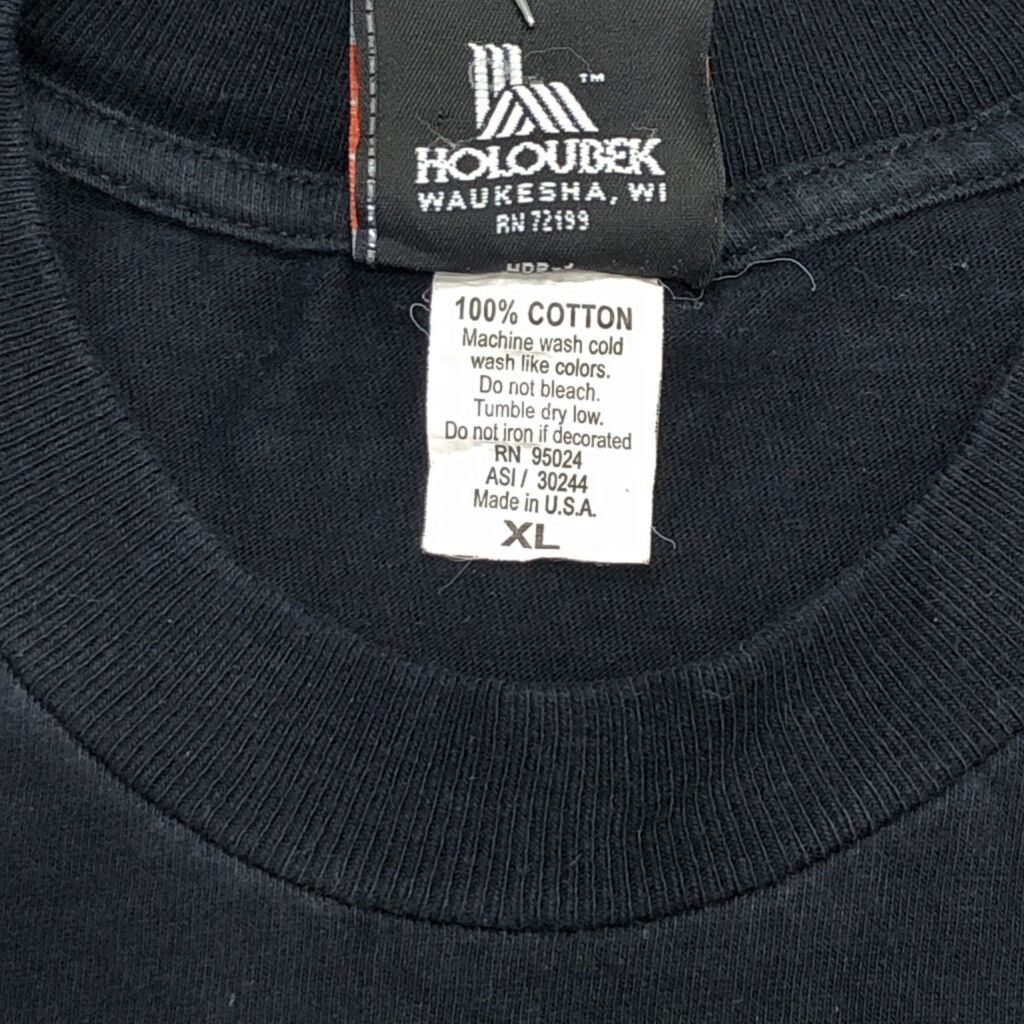 ™
HOLOUBEK
WAUKESHA, WI
RN 72199
100% COTTON
Machine wash cold
wash like colors.
Do not bleach.
Tumble dry low.
Do not iron if decorated
RN 95024
ASI / 30244
Made in U.S.A.
XL